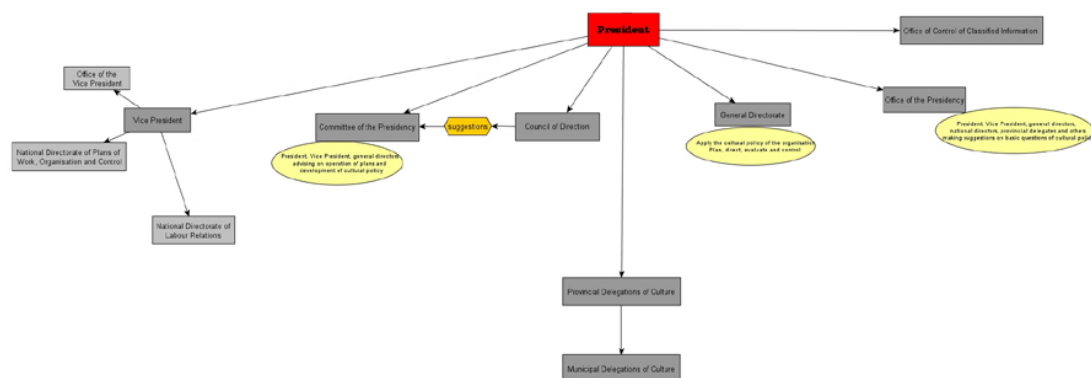 President
Office of Control of Classified Information
Office of the
Vice President
Vice President
National Directorate of Plans of
Work, Organisation and Control
National Directorate of
Labour Relations
Committee of the Presidency
suggestions
Council of Direction
President, Vice President, general directors
advising on operation of plans and
development of cultural policy
General Directorate
Apply the cultural policy of the organisation
Plan, direct, evaluate and control
Office of the Presidency
President, Vice President, general directors,
national directors, provincial delegates and others
making suggestions on basic questions of cultural
Provincial Delegations of Culture
Municipal Delegations of Culture